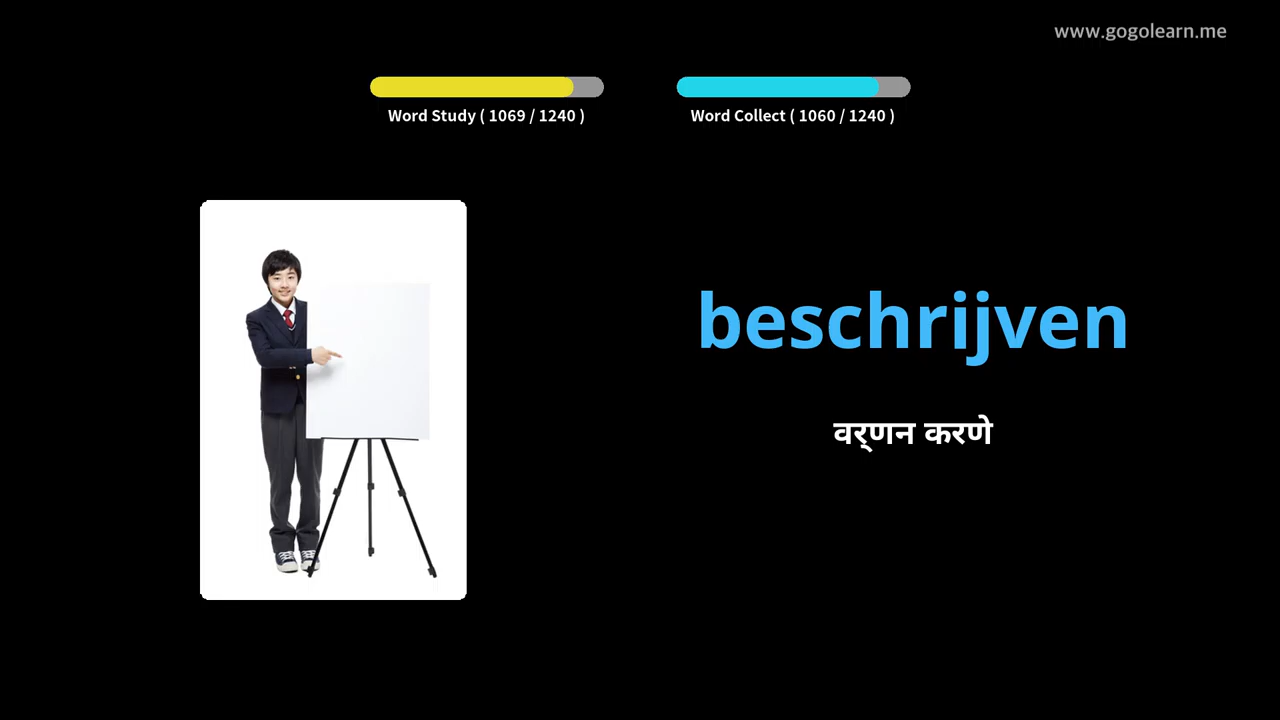 www.gogolearn.me
Word Study ( 1069 / 1240 )
Word Collect ( 1060 / 1240 )
beschrijven
वर्णन करणे